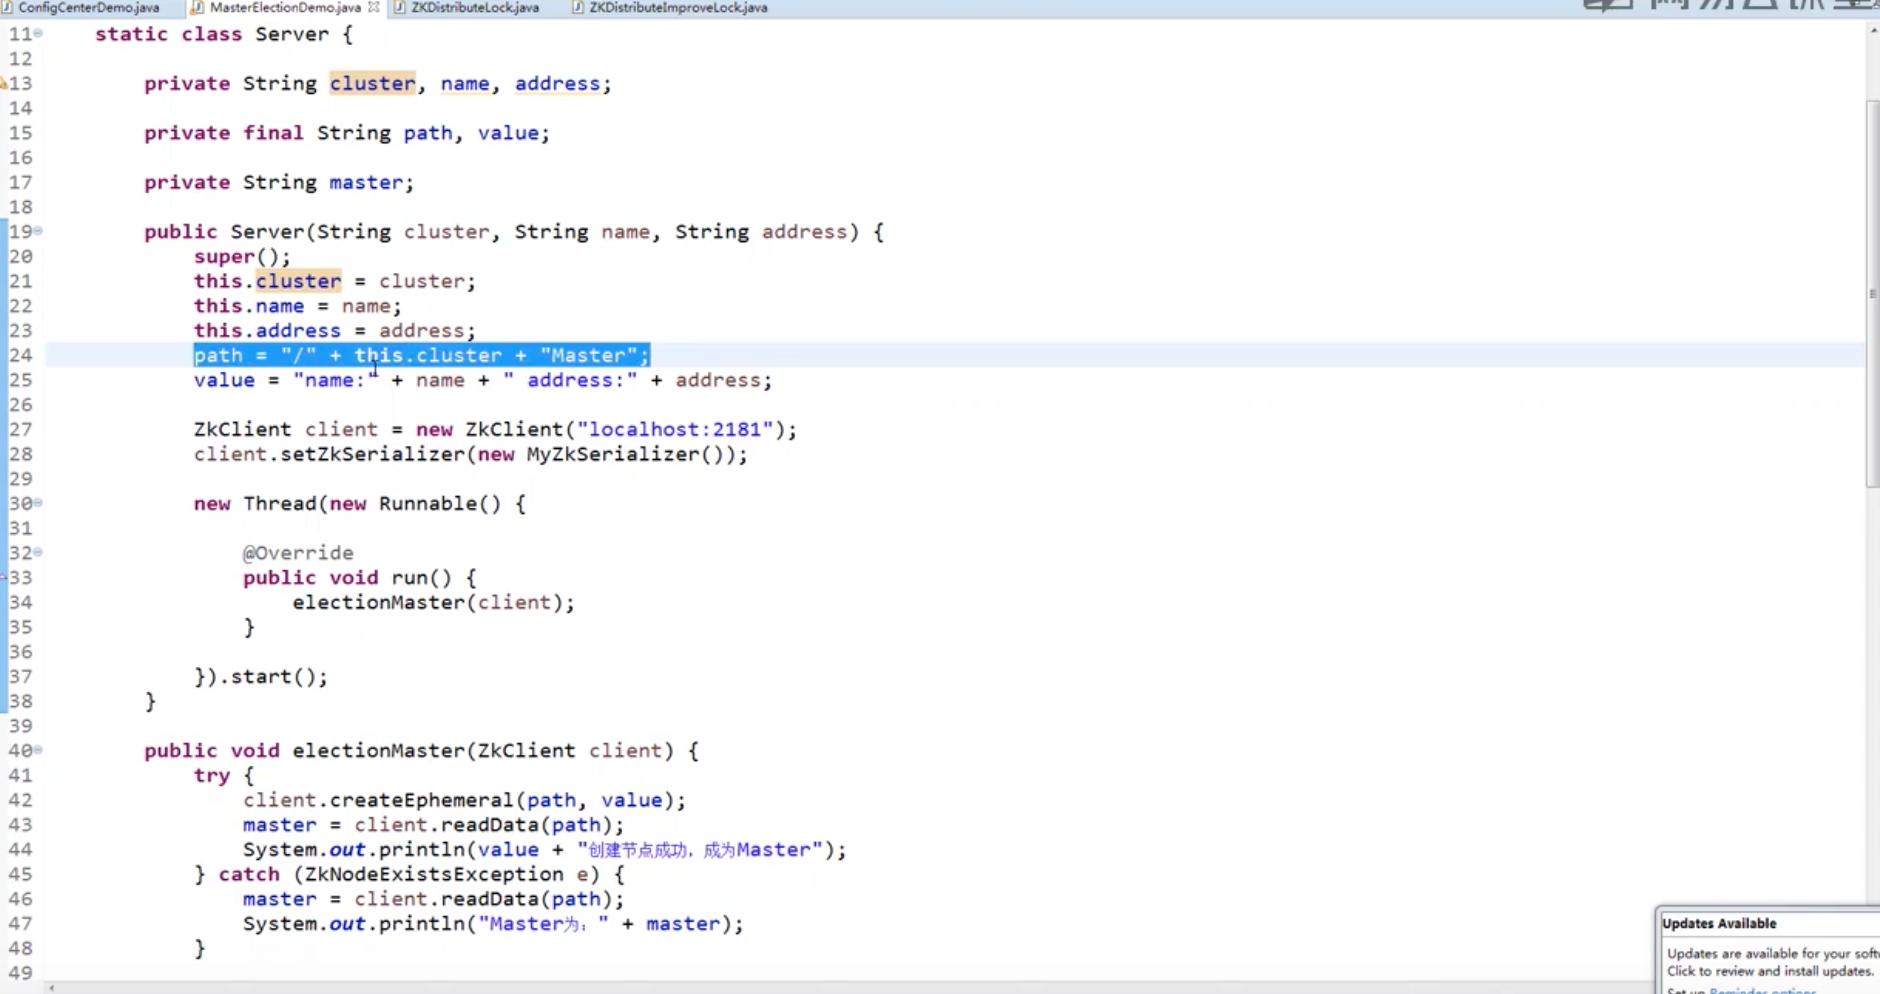 ConfigCenterDemo.java MasterElectionDemo.java ZKDistributeLock.java ZKDistributeImproveLock.java
11 static class Server {
12
13 private String cluster, name, address;
14
15 private final String path, value;
16
17 private String master;
18
19 public Server(String cluster, String name, String address) {
20 super();
21 this.cluster = cluster;
22 this.name = name;
23 this.address = address;
24 path = "/" + this.cluster + "Master";
25 value = "name:" + name + " address:" + address;
26
27 ZkClient client = new ZkClient("localhost:2181");
28 client.setZkSerializer(new MyZkSerializer());
29
30 new Thread(new Runnable() {
31
32 @Override
33 public void run() {
34 electionMaster(client);
35 }
36
37 }).start();
38 }
39
40 public void electionMaster(ZkClient client) {
41 try {
42 client.createEphemeral(path, value);
43 master = client.readData(path);
44 System.out.println(value + "创建节点成功，成为Master");
45 } catch (ZkNodeExistsException e) {
46 master = client.readData(path);
47 System.out.println("Master为：" + master);
48 }
49
Updates Available
Updates are available for your soft
Click to review and install updates.
Set up Reminder options